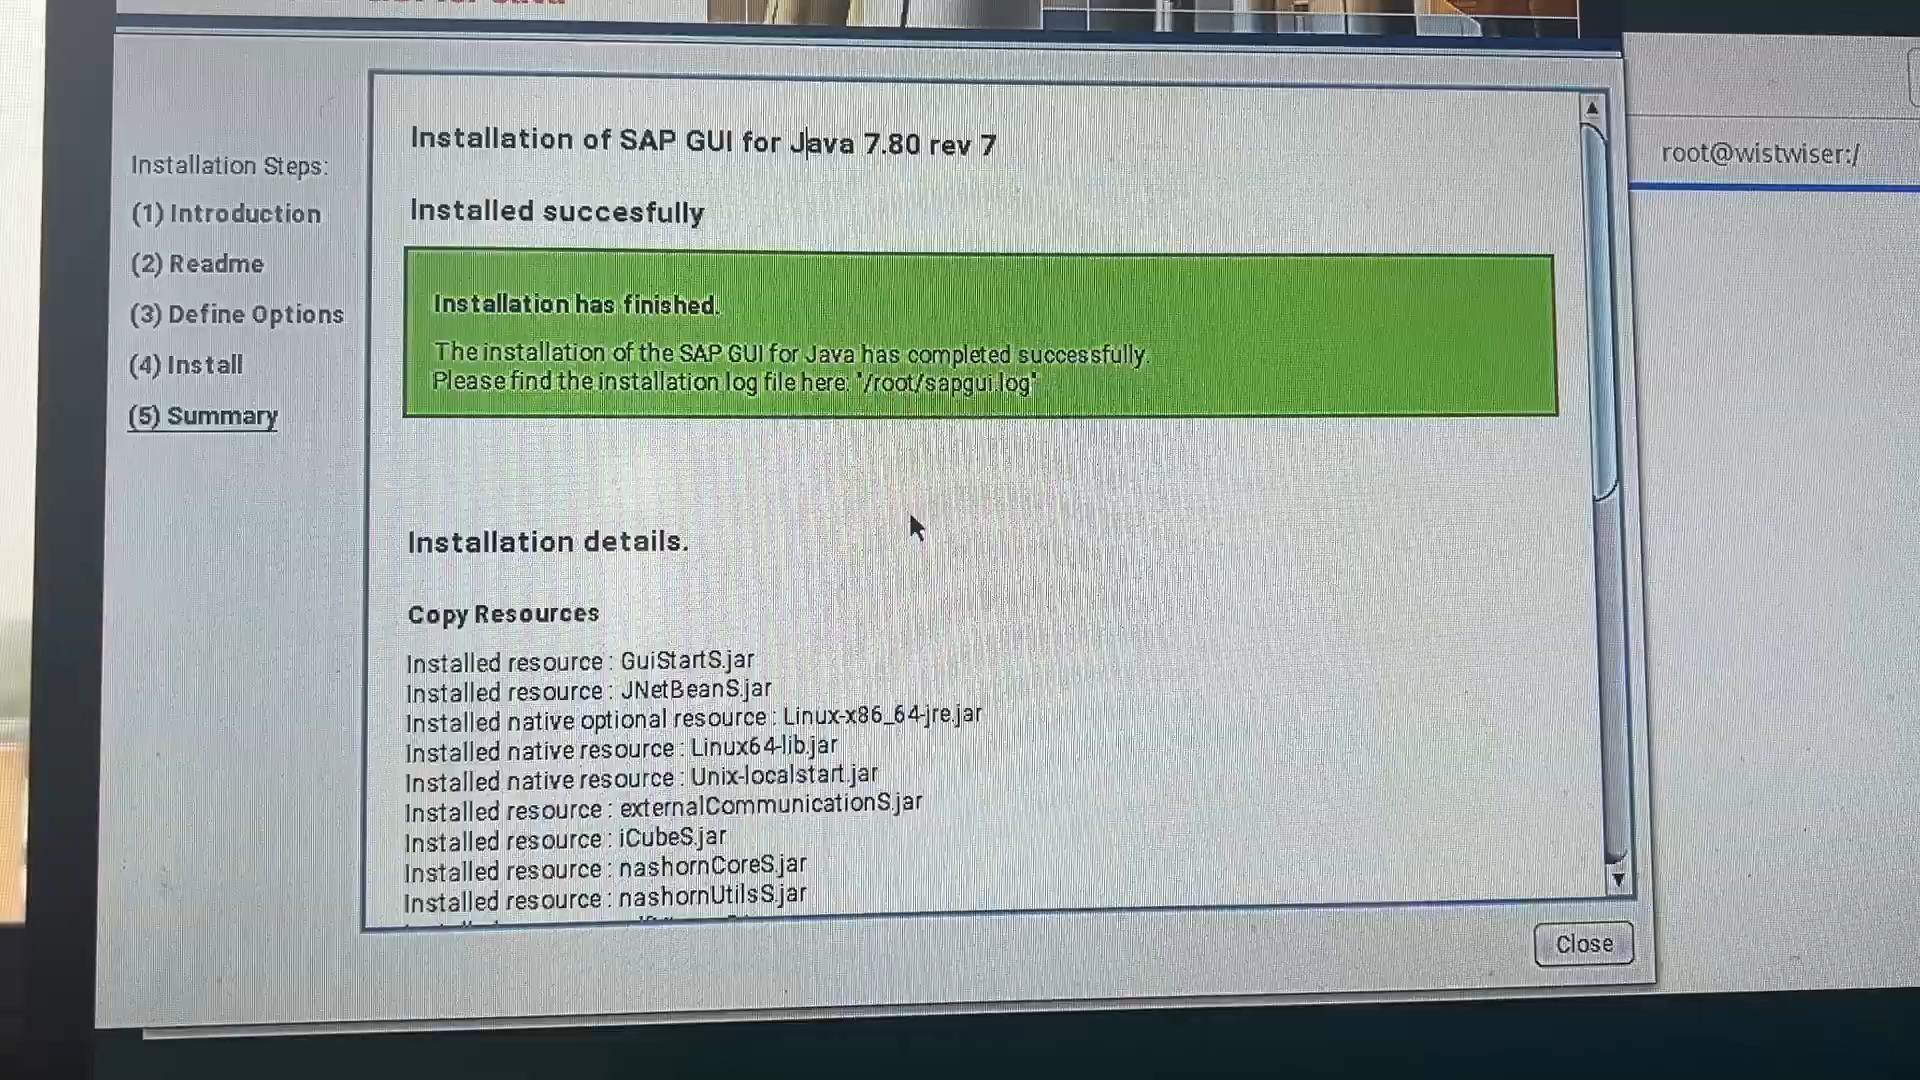 Installation Steps:
(1) Introduction
(2) Readme
(3) Define Options
(4) Install
(5) Summary
Installation of SAP GUI for Java 7.80 rev 7
Installed succesfully
Installation has finished.
The installation of the SAP GUI for Java has completed successfully.
Please find the installation log file here: '/root/sapgui.log'
Installation details.
Copy Resources
Installed resource : GuiStartS.jar
Installed resource : JNetBeanS.jar
Installed native optional resource : Linux-x86_64-jre.jar
Installed native resource : Linux64-lib.jar
Installed native resource : Unix-localstart.jar
Installed resource : externalCommunicationS.jar
Installed resource : iCubeS.jar
Installed resource : nashornCoreS.jar
Installed resource : nashornUtilsS.jar
Close
root@wistwiser:/